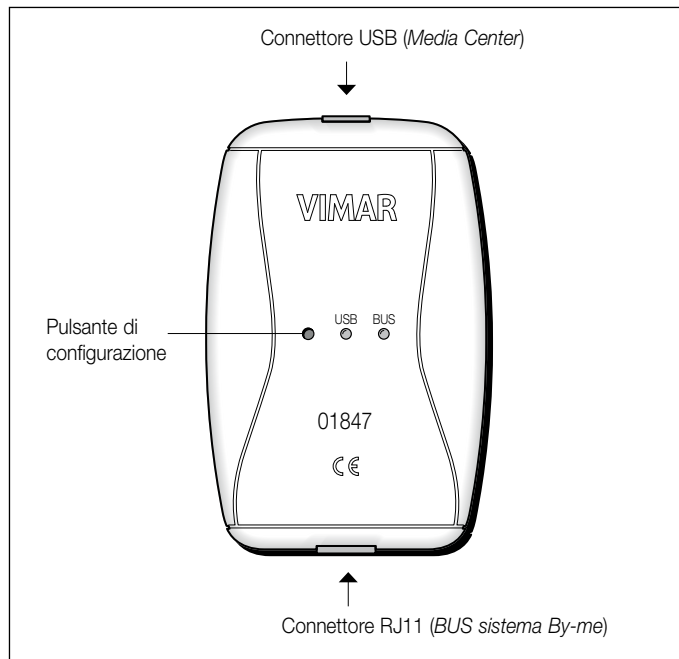 Connettore USB (Media Center)
VIMAR
USB BUS
Pulsante di
configurazione
01847
CE
Connettore RJ11 (BUS sistema By-me)